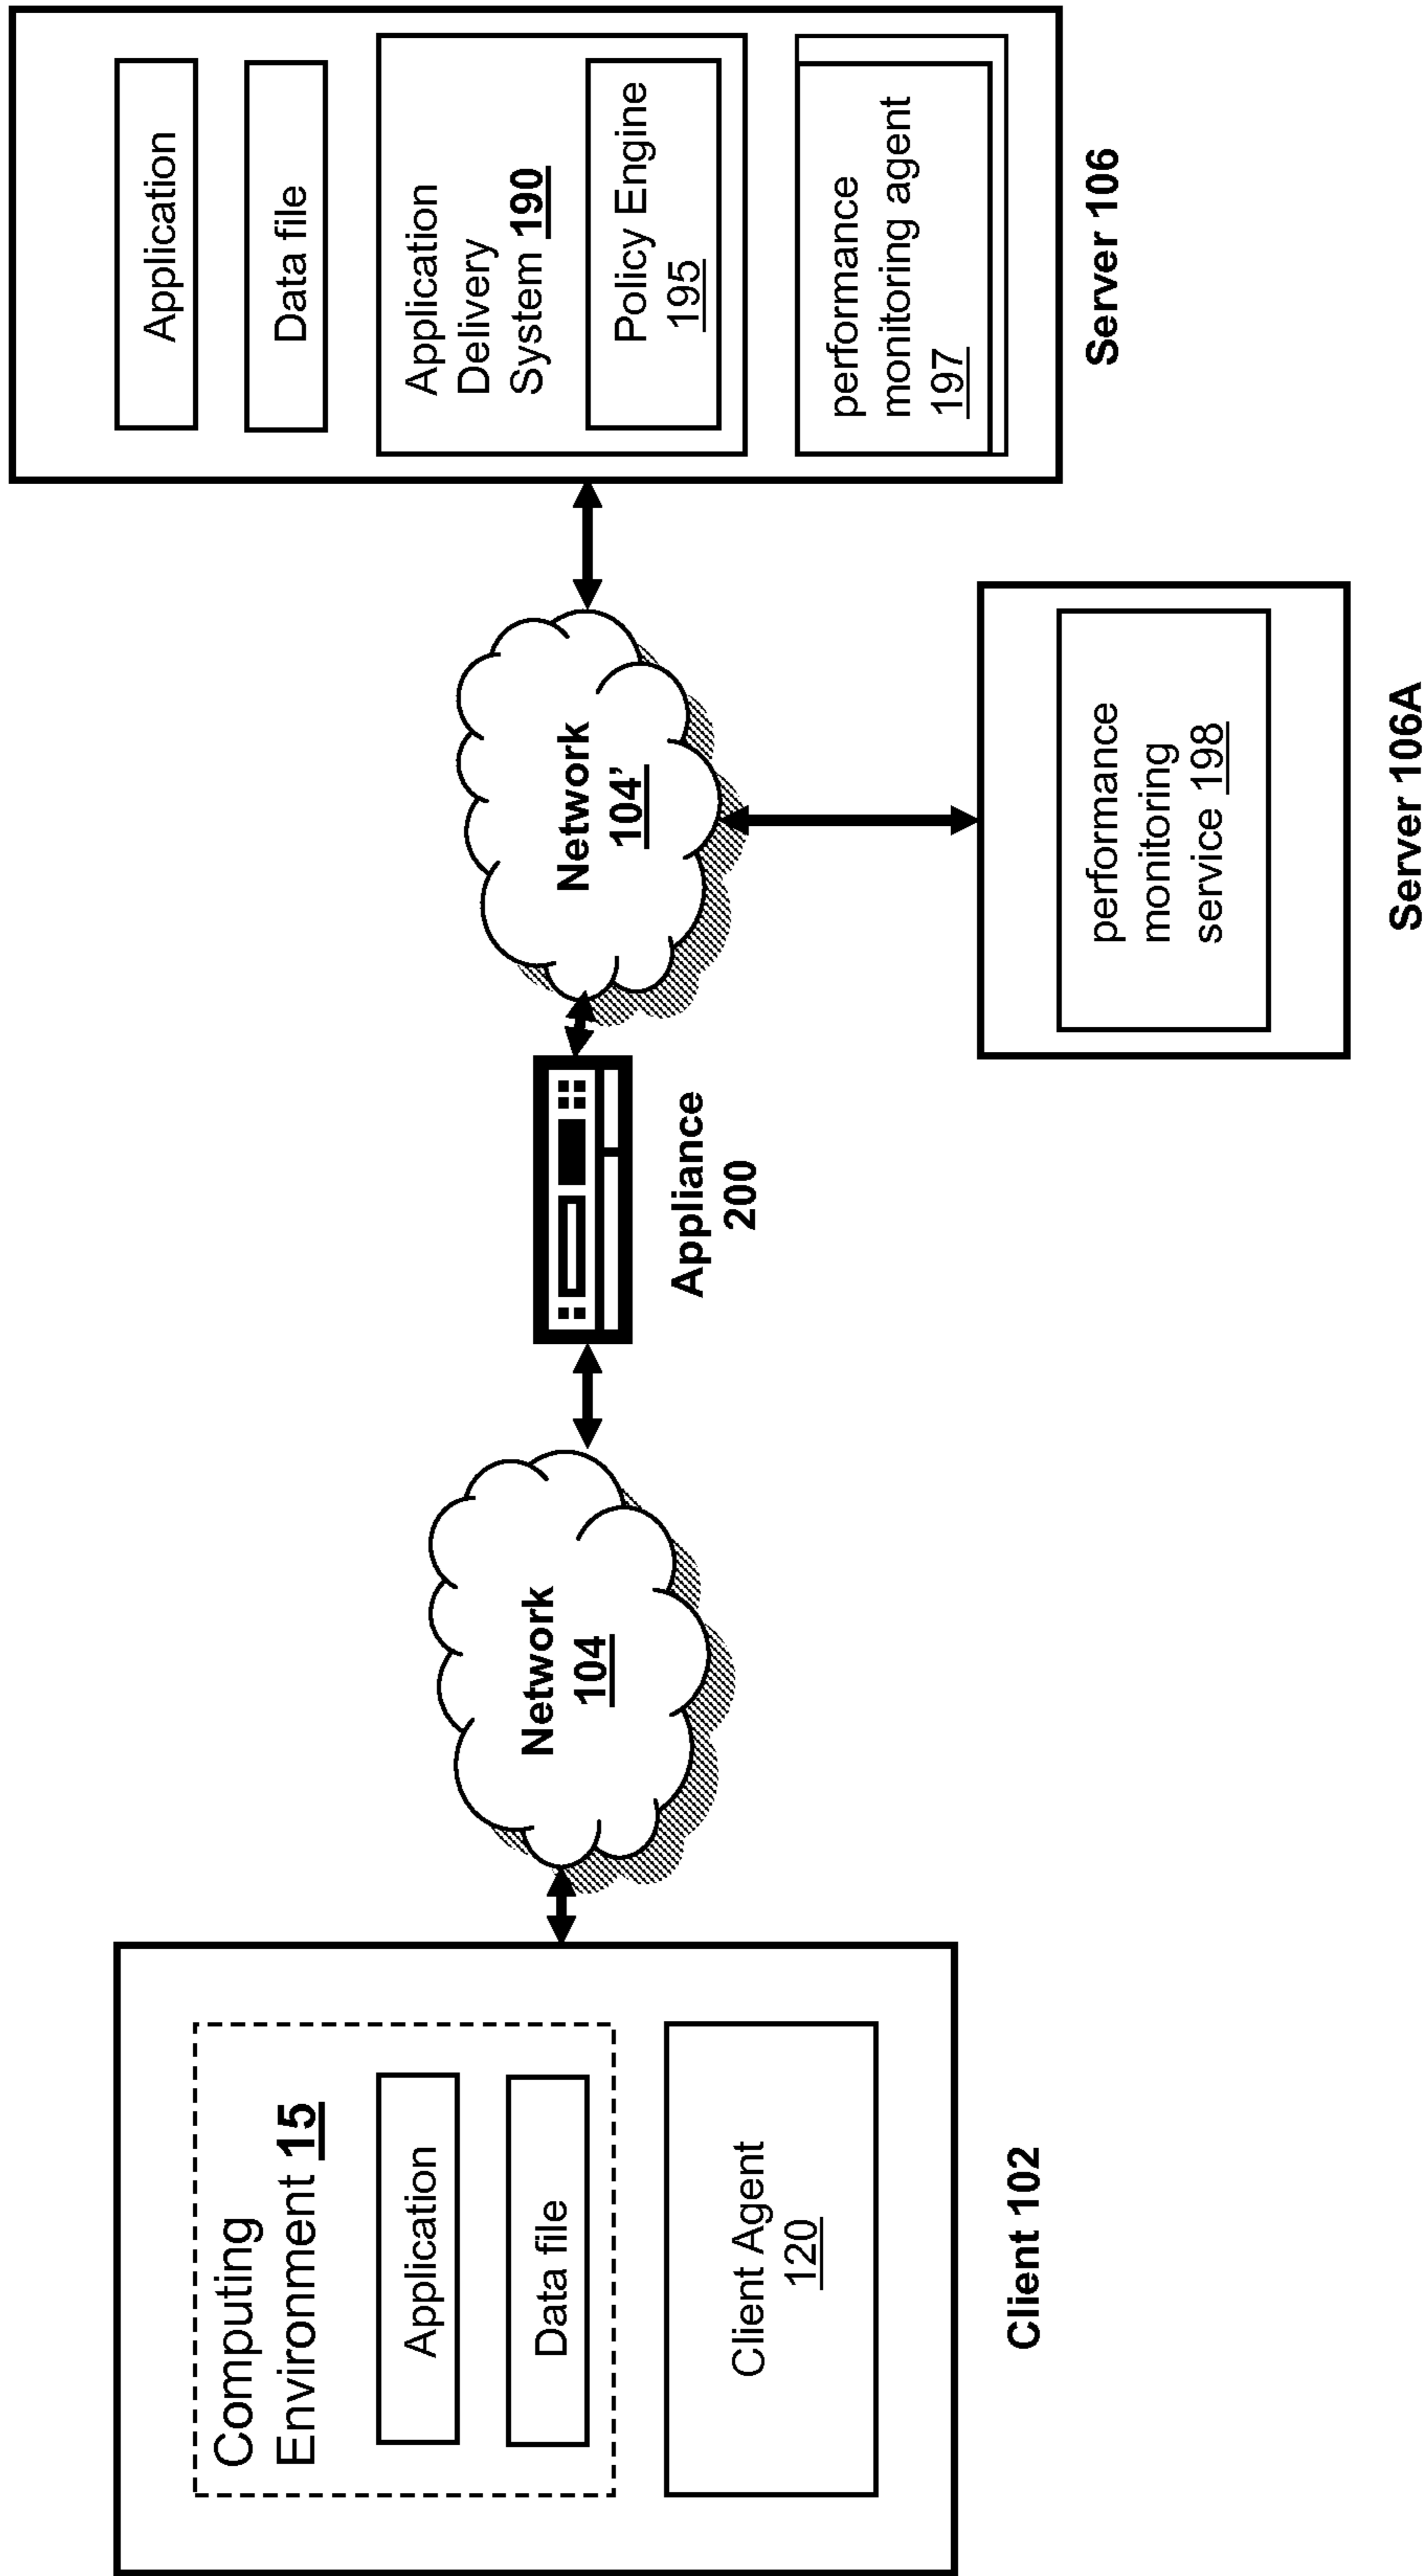 Computing
Environment 15
Application
Data file
Client Agent
120
Client 102
Network
104
Appliance
200
Network
104'
performance
monitoring
service 198
Server 106A
Application
Data file
Application
Delivery
System 190
Policy Engine
195
performance
monitoring agent
197
Server 106